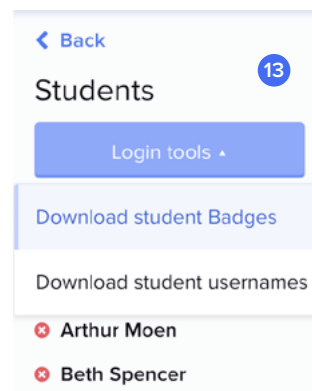 Back
13
Students
Login tools
Download student Badges
Download student usernames
Arthur Moen
Beth Spencer